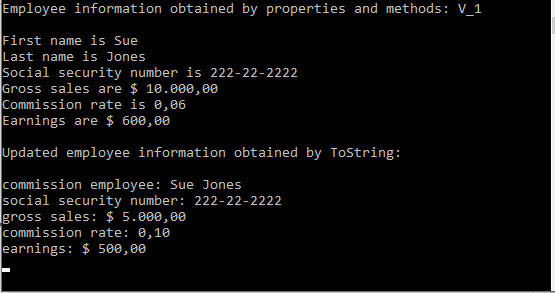 Employee information obtained by properties and methods: V_1
First name is Sue
Last name is Jones
Social security number is 222-22-2222
Gross sales are $ 10.000,00
Commission rate is 0,06
Earnings are $ 600,00
Updated employee information obtained by ToString:
commission employee: Sue Jones
social security number: 222-22-2222
gross sales: $ 5.000,00
commission rate: 0,10
earnings: $ 500,00